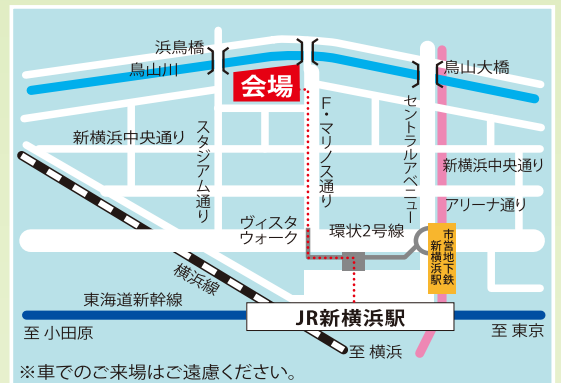 浜鳥橋
鳥山川
鳥山大橋
会場
F・マリノス通り
セントラルアベニュー
スタジアム通り
新横浜中央通り
新横浜中央通り
アリーナ通り
ヴィスタ
ウォーク
環状2号線
市営地下鉄
新横浜駅
横浜線
東海道新幹線
JR新横浜駅
至 小田原
至 東京
至 横浜
※車でのご来場はご遠慮ください。